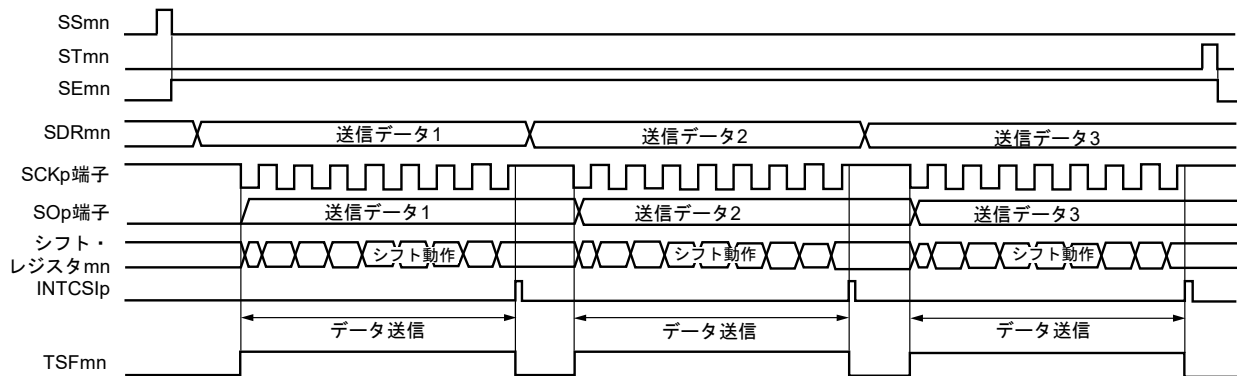 SSmn
STmn
SEmn
SDRmn
送信データ1
送信データ2
送信データ3
SCKp端子
SOp端子
送信データ1
送信データ2
送信データ3
シフト・
レジスタmn
シフト動作
シフト動作
シフト動作
INTCSIp
データ送信
データ送信
データ送信
TSFmn